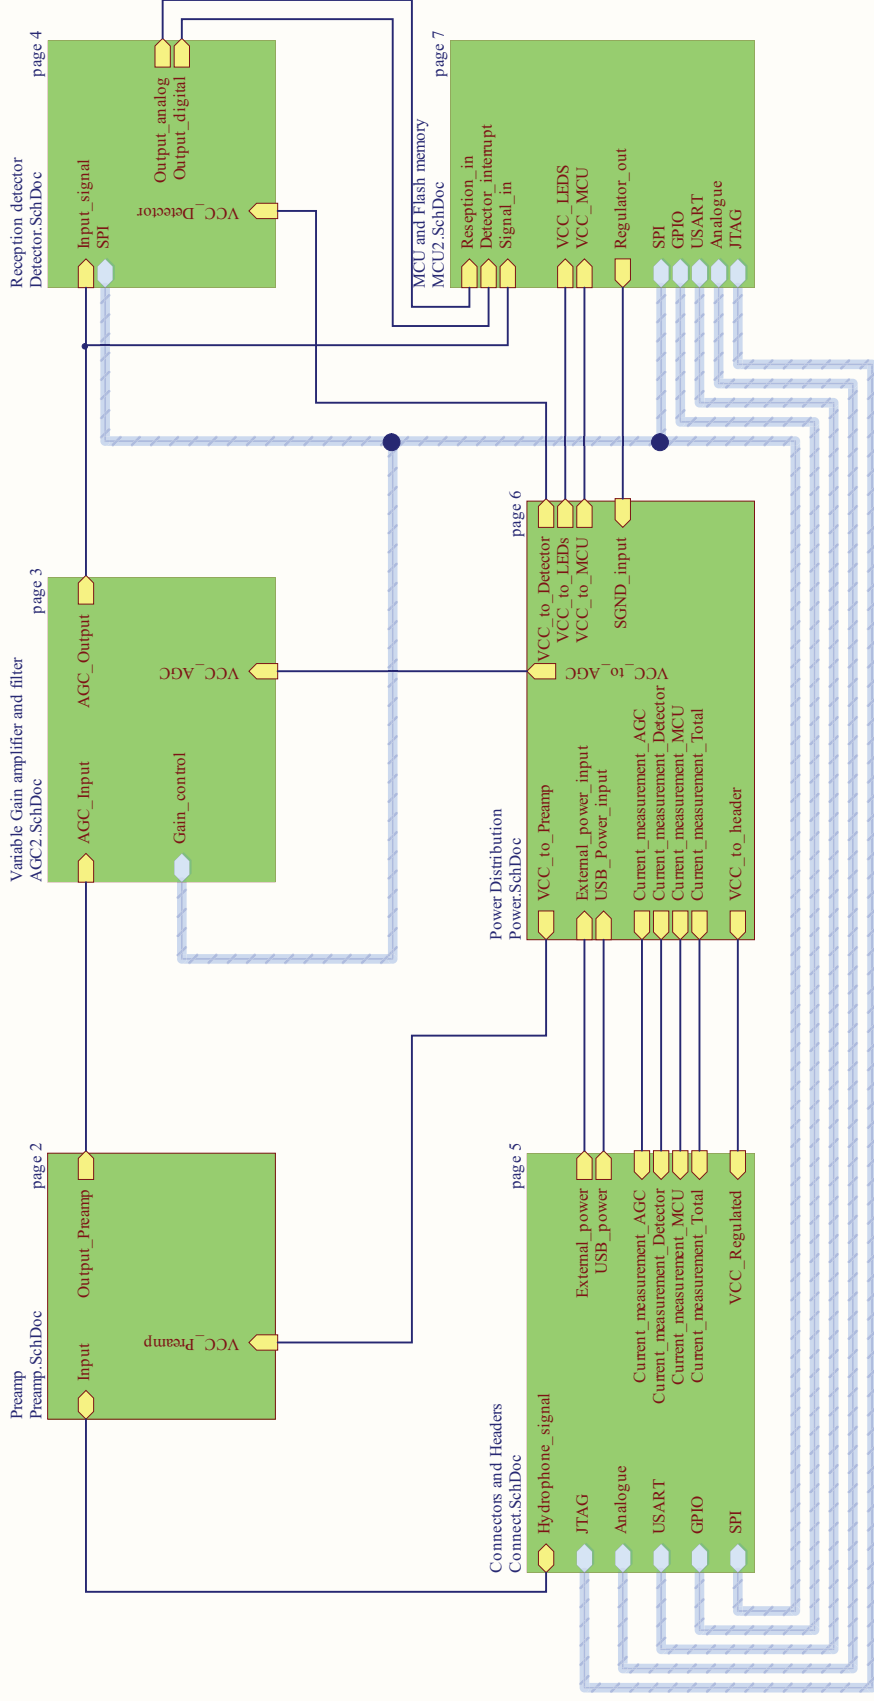 Preamp
Preamp.SchDoc
page 2
Input
Output_Preamp
VCC_Preamp
Variable Gain amplifier and filter
AGC2.SchDoc
page 3
AGC_Input
AGC_Output
Gain_control
VCC_AGC
Reception detector
Detector.SchDoc
page 4
Input_signal
SPI
Output_analog
Output_digital
VCC_Detector
Connectors and Headers
Connect.SchDoc
page 5
Hydrophone_signal
JTAG
Analogue
USART
GPIO
SPI
External_power
USB_power
Current_measurement_AGC
Current_measurement_Detector
Current_measurement_MCU
Current_measurement_Total
VCC_Regulated
Power Distribution
Power.SchDoc
page 6
VCC_to_Preamp
External_power_input
USB_Power_input
Current_measurement_AGC
Current_measurement_Detector
Current_measurement_MCU
Current_measurement_Total
VCC_to_header
VCC_to_AGC
VCC_to_Detector
VCC_to_LEDs
VCC_to_MCU
SGND_input
MCU and Flash memory
MCU2.SchDoc
page 7
Reseption_in
Detector_interrupt
Signal_in
VCC_LEDS
VCC_MCU
Regulator_out
SPI
GPIO
USART
Analogue
JTAG